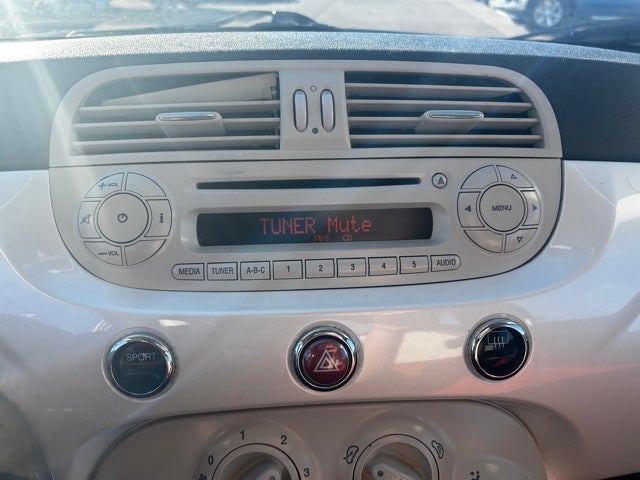 + VOL
i
- VOL
TUNER Mute
MENU
MEDIA TUNER A-B-C 1 2 3 4 5 AUDIO
SPORT
0 1 2 3